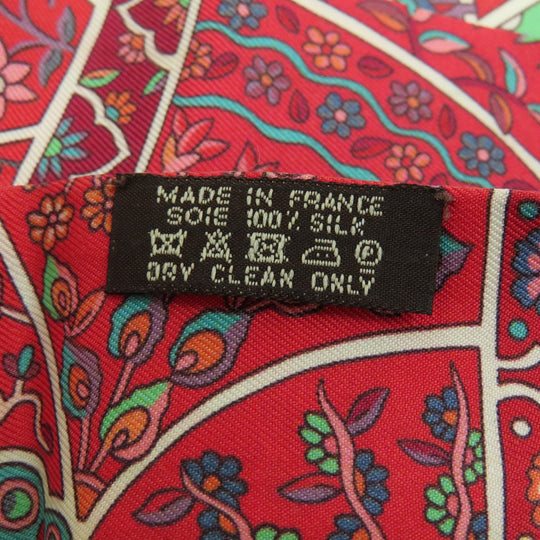 MADE IN FRANCE
SOIE 100% SILK
P
DRY CLEAN ONLY